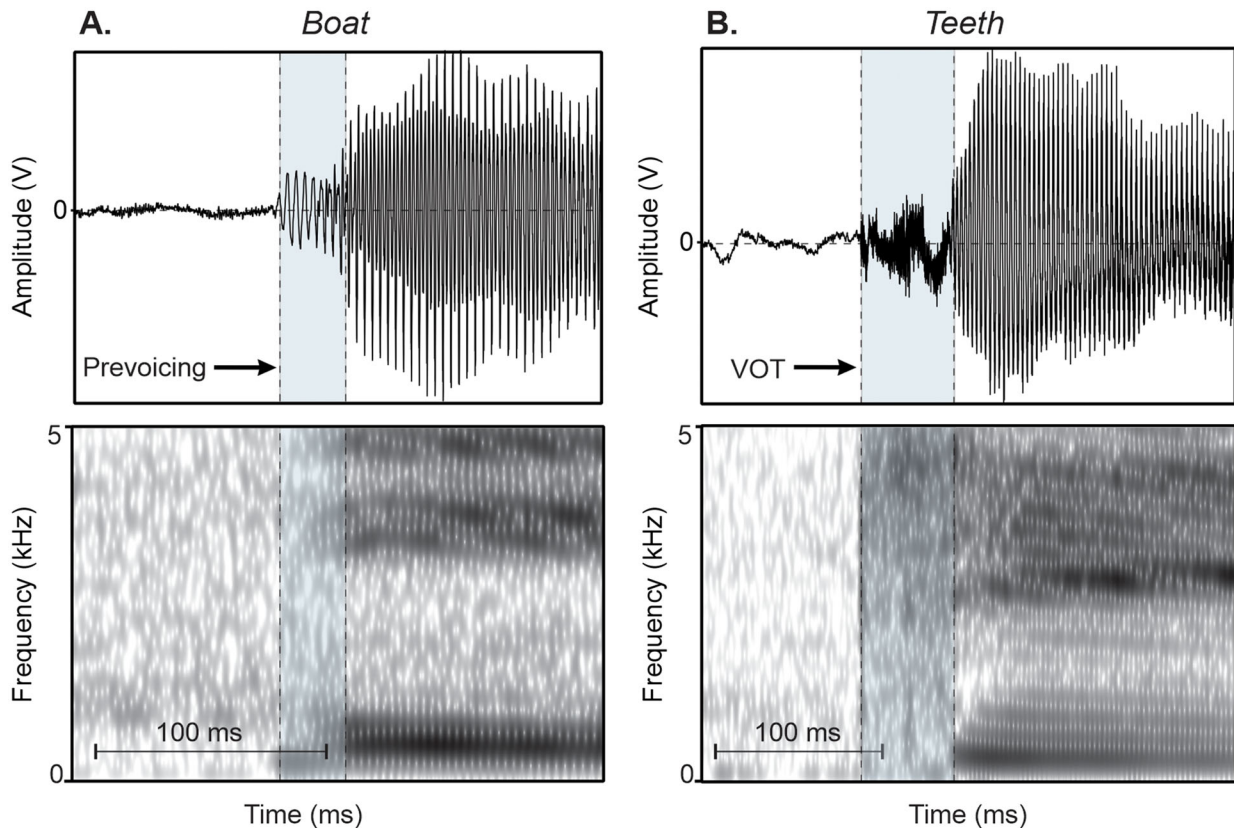 A. Boat
Amplitude (V)
0
Prevoicing
Frequency (kHz)
5
100 ms
0
Time (ms)
B. Teeth
Amplitude (V)
0
VOT
Frequency (kHz)
5
100 ms
0
Time (ms)